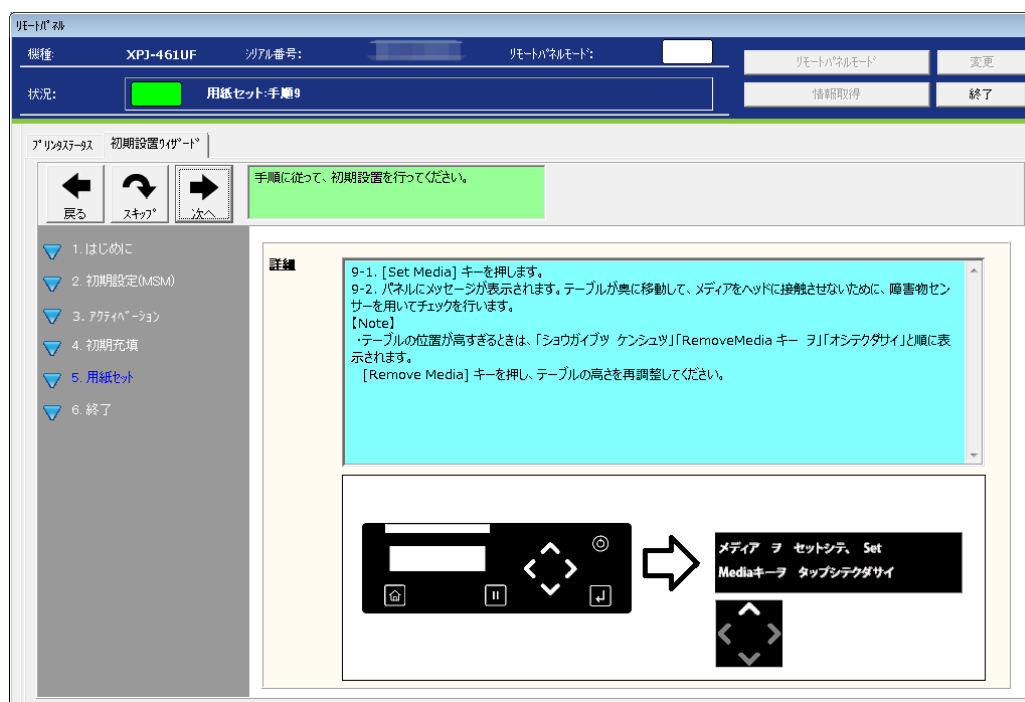 リモートパネル
機種: XPJ-461UF シリアル番号: リモートパネルモード:
リモートパネルモード 変更
状況: 用紙セット:手順9
情報取得 終了
プリンタステータス 初期設置ウィザード
戻る スキップ 次へ
手順に従って、初期設置を行ってください。
1. はじめに
2. 初期設定(MSM)
3. アクティベーション
4. 初期充填
5. 用紙セット
6. 終了
詳細
9-1. [Set Media] キーを押します。
9-2. パネルにメッセージが表示されます。テーブルが奥に移動して、メディアをヘッドに接触させないために、障害物セン
サーを用いてチェックを行います。
【Note】
・テーブルの位置が高すぎるときは、「ショウガイブツ ケンシュツ」「RemoveMedia キー ヲ」「オシテクダサイ」と順に表
示されます。
[Remove Media] キーを押し、テーブルの高さを再調整してください。
メディア ヲ セットシテ、 Set
Mediaキーヲ タップシテクダサイ